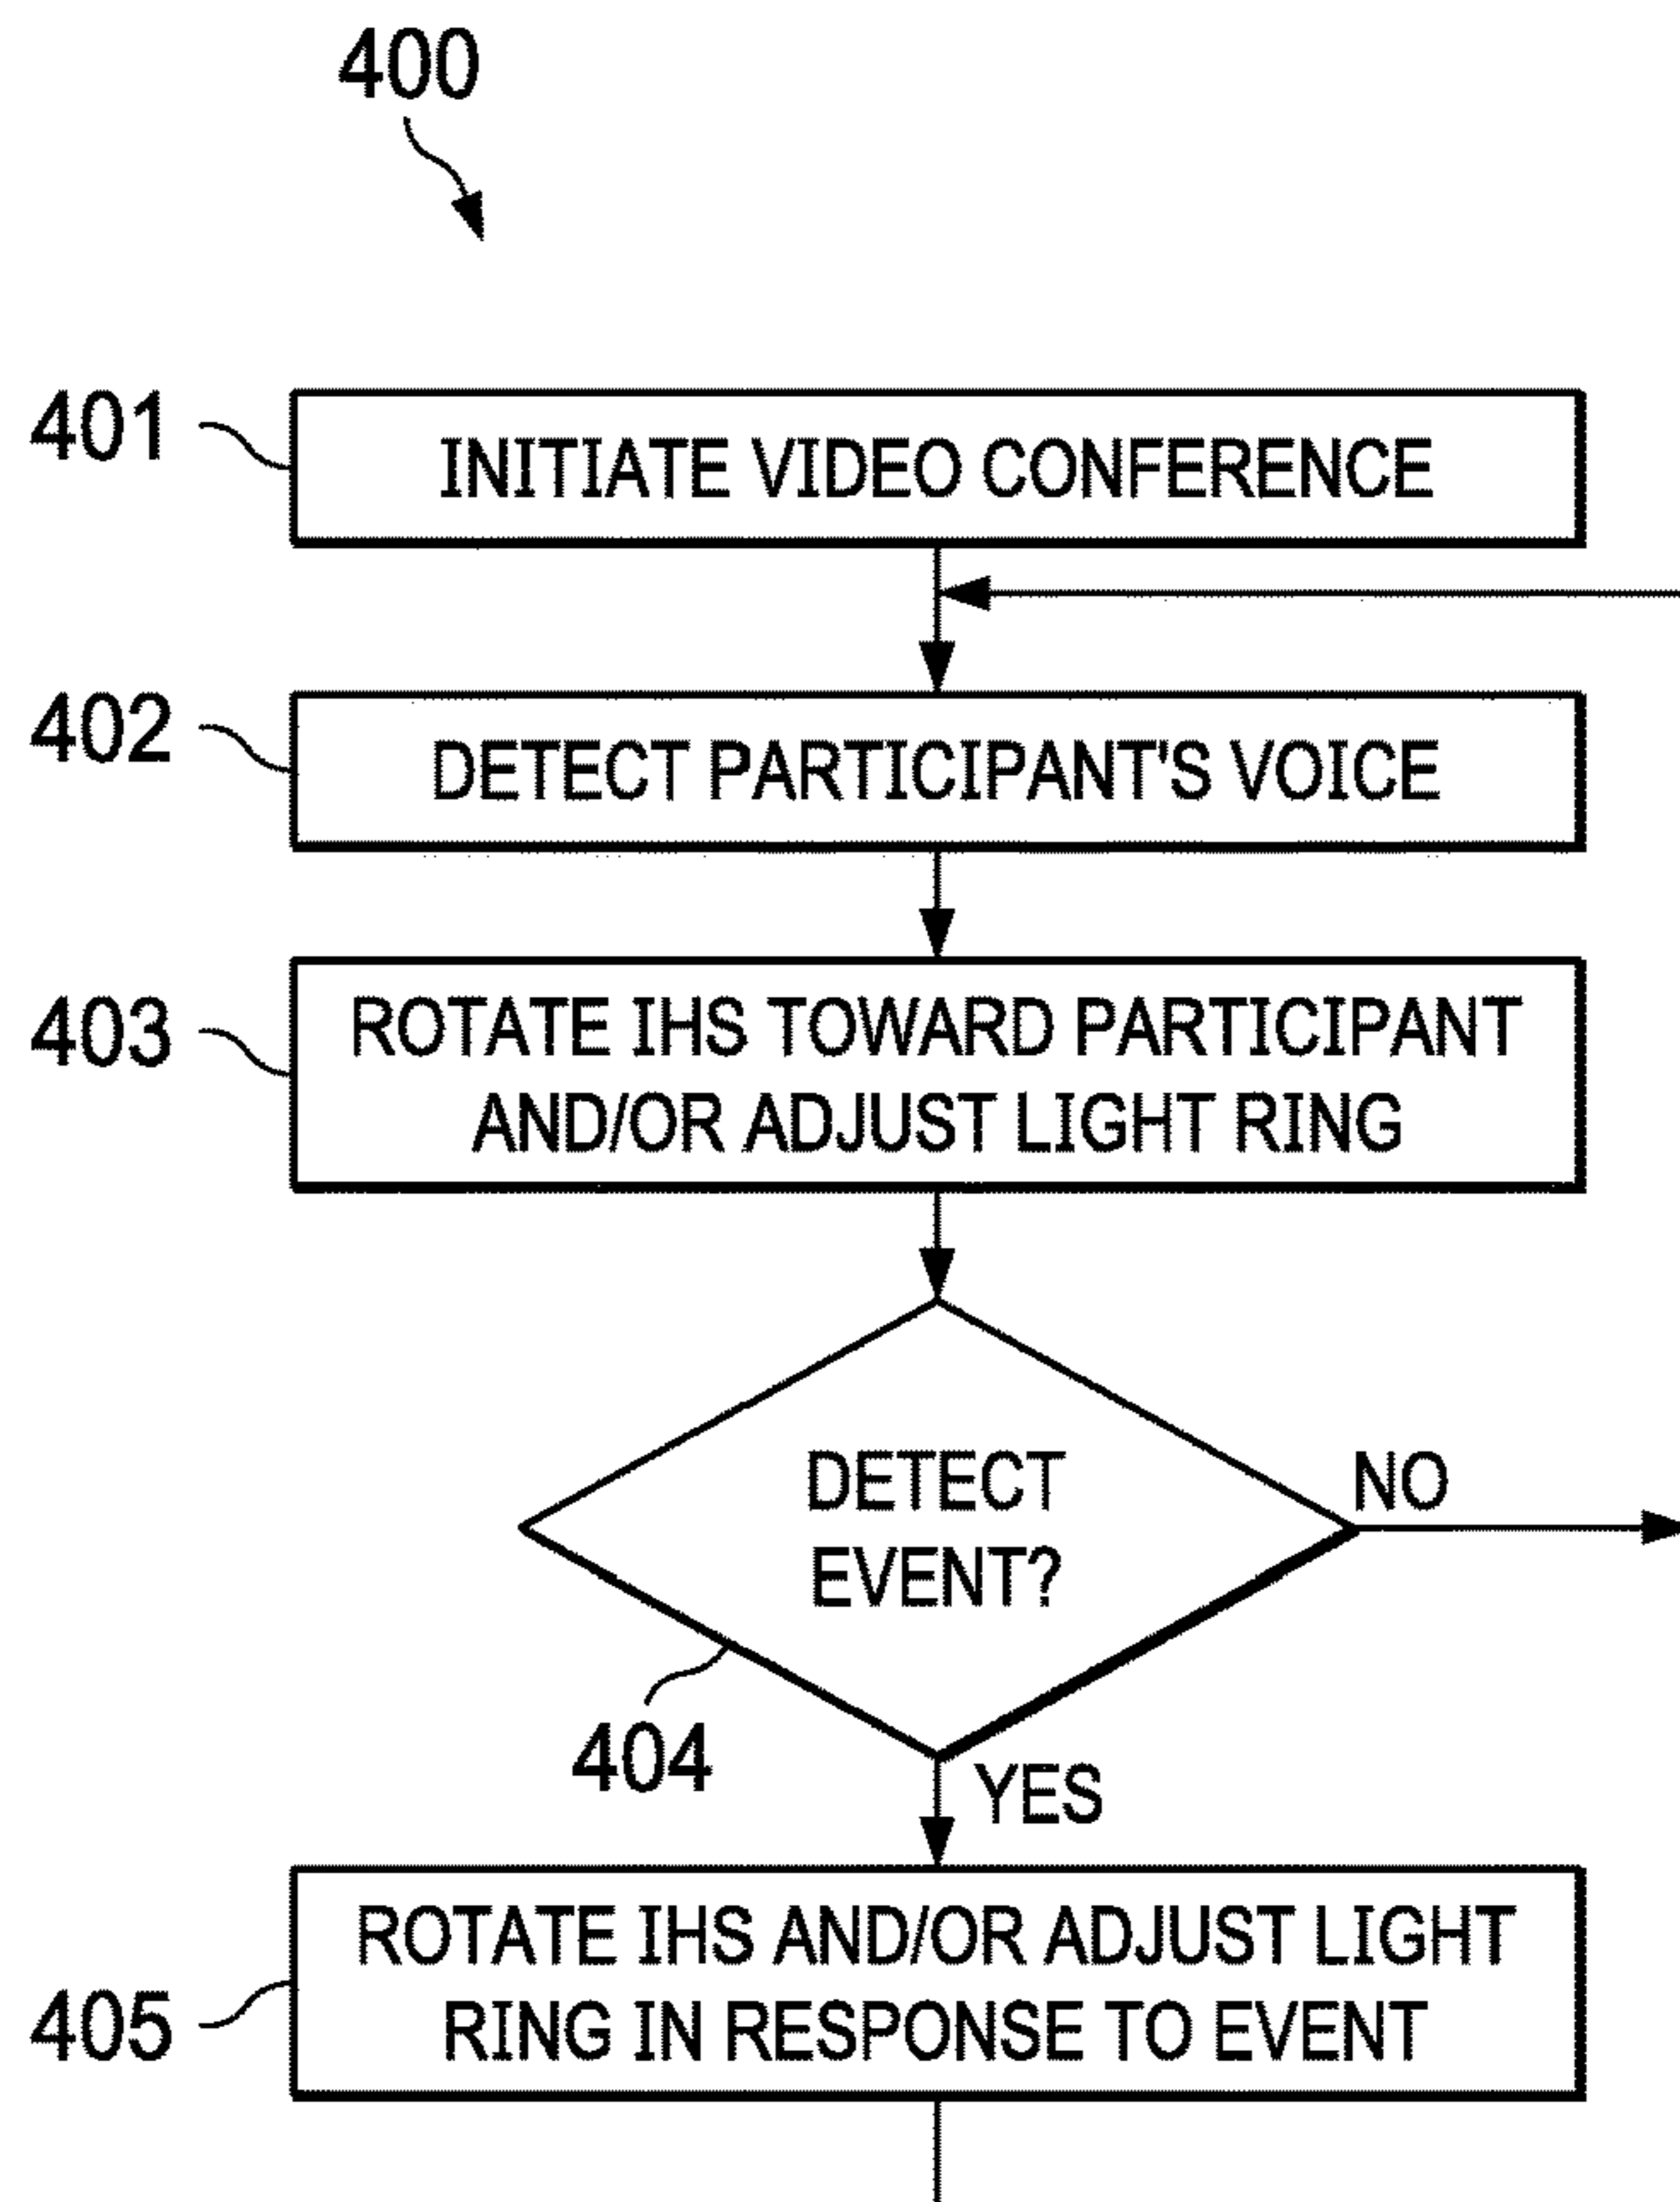 400
401
INITIATE VIDEO CONFERENCE
402
DETECT PARTICIPANT'S VOICE
403
ROTATE IHS TOWARD PARTICIPANT
AND/OR ADJUST LIGHT RING
DETECT
EVENT?
NO
404
YES
405
ROTATE IHS AND/OR ADJUST LIGHT
RING IN RESPONSE TO EVENT